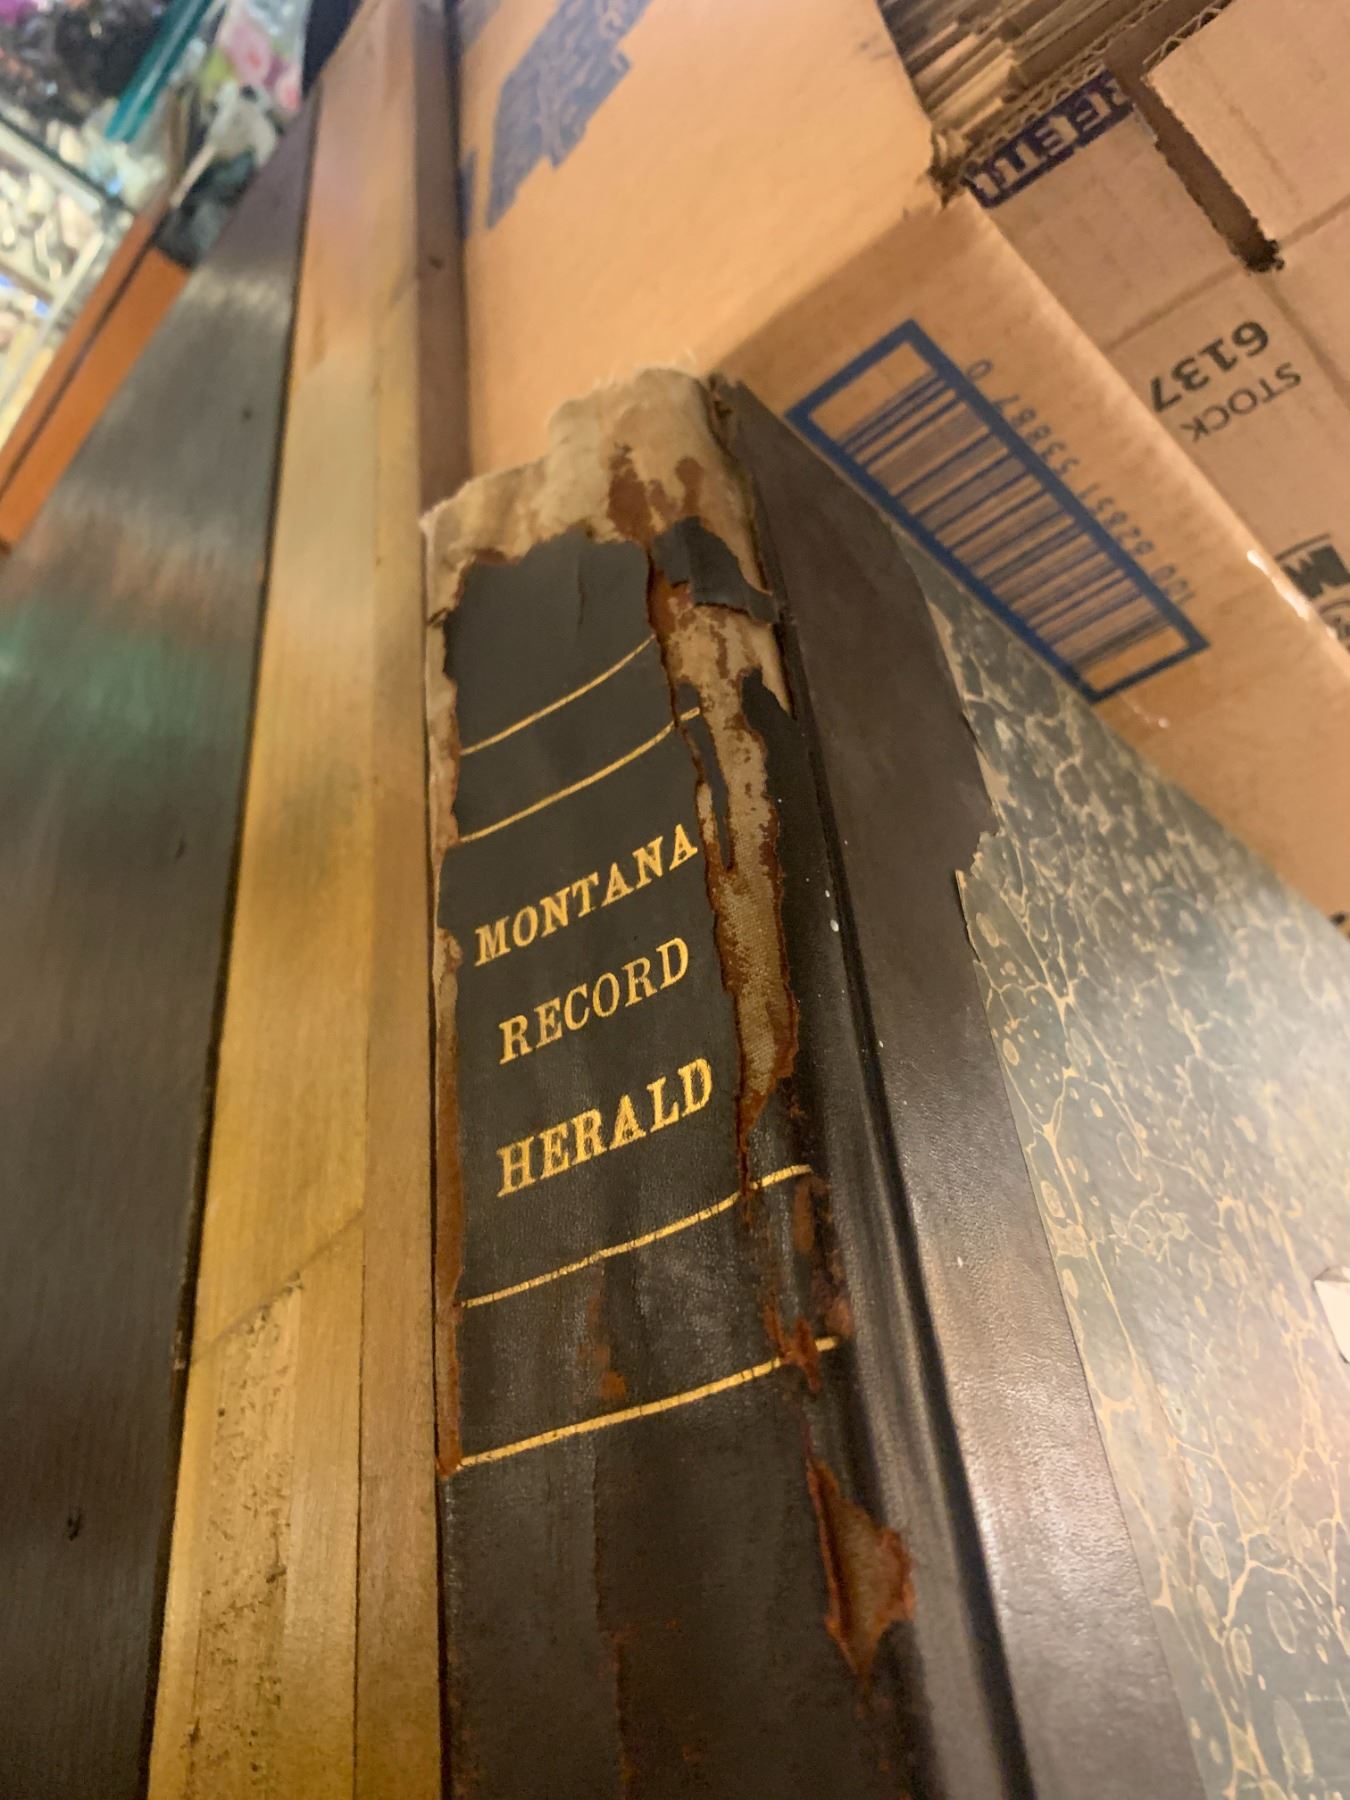 MONTANA
RECORD
HERALD
STOCK
6137